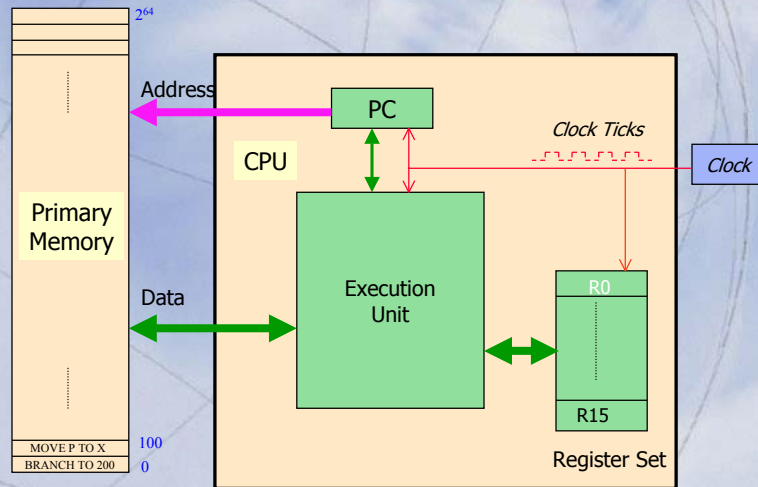 2⁶⁴
Address
PC
Clock Ticks
CPU
Clock
Primary
Memory
Data
Execution
Unit
R0
R15
MOVE P TO X
100
BRANCH TO 200
0
Register Set